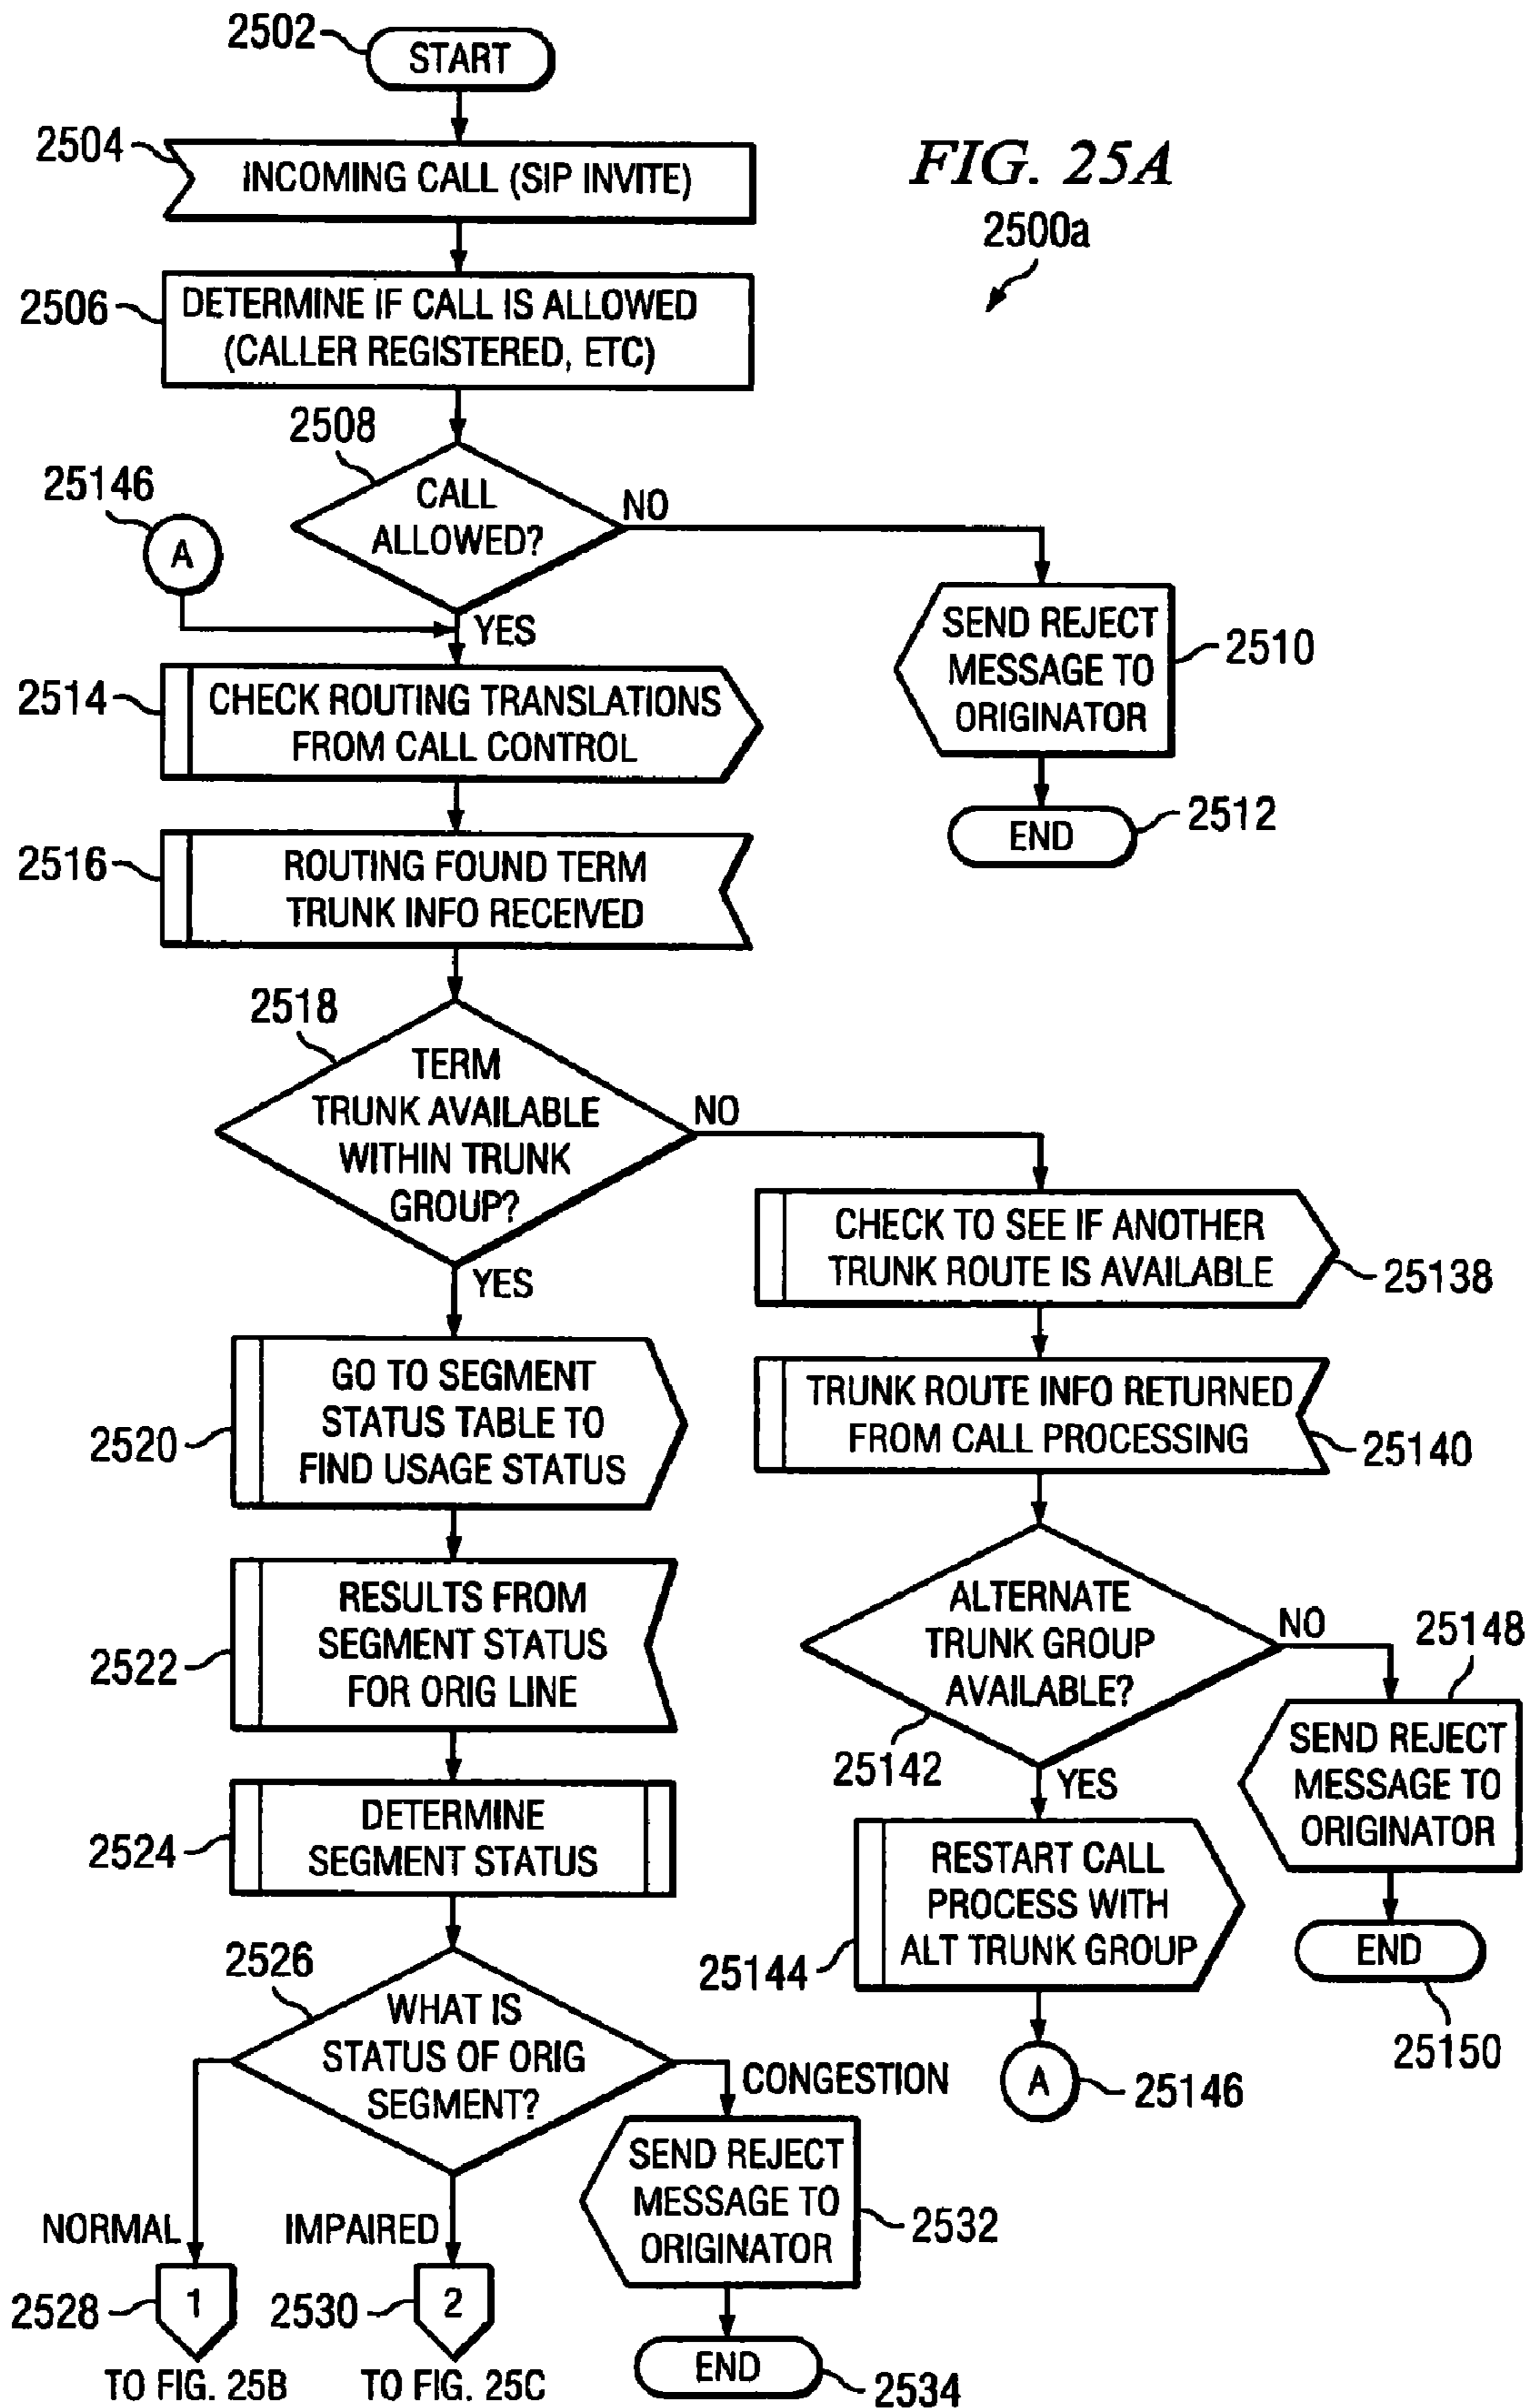 2502
START
2504
INCOMING CALL (SIP INVITE)
FIG. 25A
2500a
2506
DETERMINE IF CALL IS ALLOWED
(CALLER REGISTERED, ETC)
2508
CALL
ALLOWED?
NO
25146
A
YES
SEND REJECT
MESSAGE TO
ORIGINATOR
2510
END
2512
2514
CHECK ROUTING TRANSLATIONS
FROM CALL CONTROL
2516
ROUTING FOUND TERM
TRUNK INFO RECEIVED
2518
TERM
TRUNK AVAILABLE
WITHIN TRUNK
GROUP?
NO
YES
CHECK TO SEE IF ANOTHER
TRUNK ROUTE IS AVAILABLE
25138
TRUNK ROUTE INFO RETURNED
FROM CALL PROCESSING
25140
2520
GO TO SEGMENT
STATUS TABLE TO
FIND USAGE STATUS
2522
RESULTS FROM
SEGMENT STATUS
FOR ORIG LINE
ALTERNATE
TRUNK GROUP
AVAILABLE?
25142
NO
YES
25148
SEND REJECT
MESSAGE TO
ORIGINATOR
END
25150
2524
DETERMINE
SEGMENT STATUS
25144
RESTART CALL
PROCESS WITH
ALT TRUNK GROUP
A
25146
2526
WHAT IS
STATUS OF ORIG
SEGMENT?
CONGESTION
SEND REJECT
MESSAGE TO
ORIGINATOR
2532
NORMAL
IMPAIRED
2528
1
2530
2
END
2534
TO FIG. 25B
TO FIG. 25C